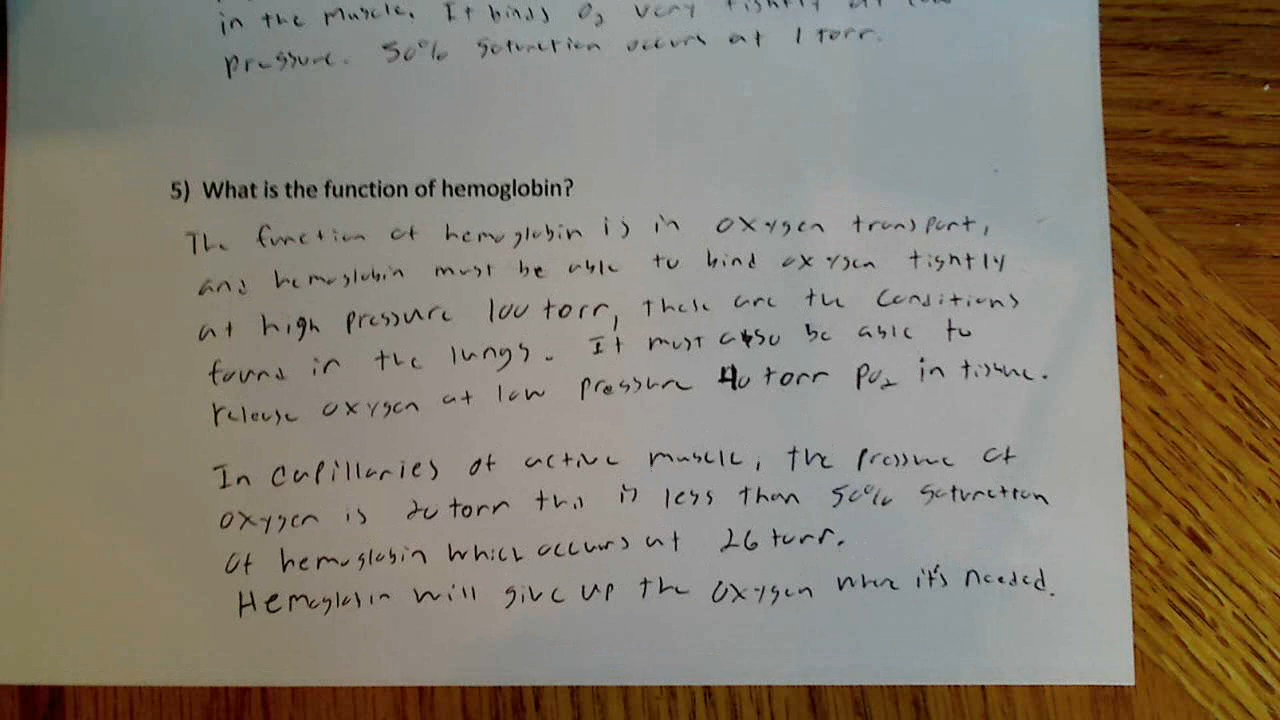 in the muscle. It binds O2 very tightly at low
pressure. 50% saturation occurs at 1 torr.
5) What is the function of hemoglobin?
The function of hemoglobin is in oxygen transport,
and hemoglobin must be able to bind oxygen tightly
at high pressure 100 torr, these are the conditions
found in the lungs. It must also be able to
release oxygen at low pressure 40 torr PO2 in tissue.
In capillaries of active muscle, the pressure of
oxygen is 20 torr this is less than 50% saturation
of hemoglobin which occurs at 26 torr.
Hemoglobin will give up the oxygen when it's needed.